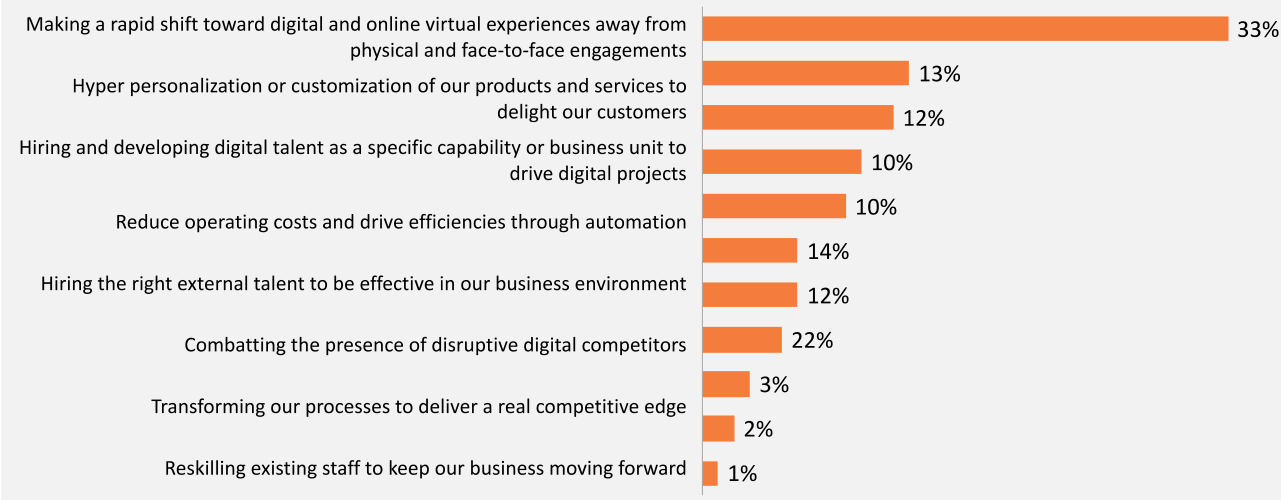 Making a rapid shift toward digital and online virtual experiences away from
physical and face-to-face engagements
Hyper personalization or customization of our products and services to
delight our customers
Hiring and developing digital talent as a specific capability or business unit to
drive digital projects
Reduce operating costs and drive efficiencies through automation
Hiring the right external talent to be effective in our business environment
Combatting the presence of disruptive digital competitors
Transforming our processes to deliver a real competitive edge
Reskilling existing staff to keep our business moving forward
33%
13%
12%
10%
10%
14%
12%
22%
3%
2%
1%